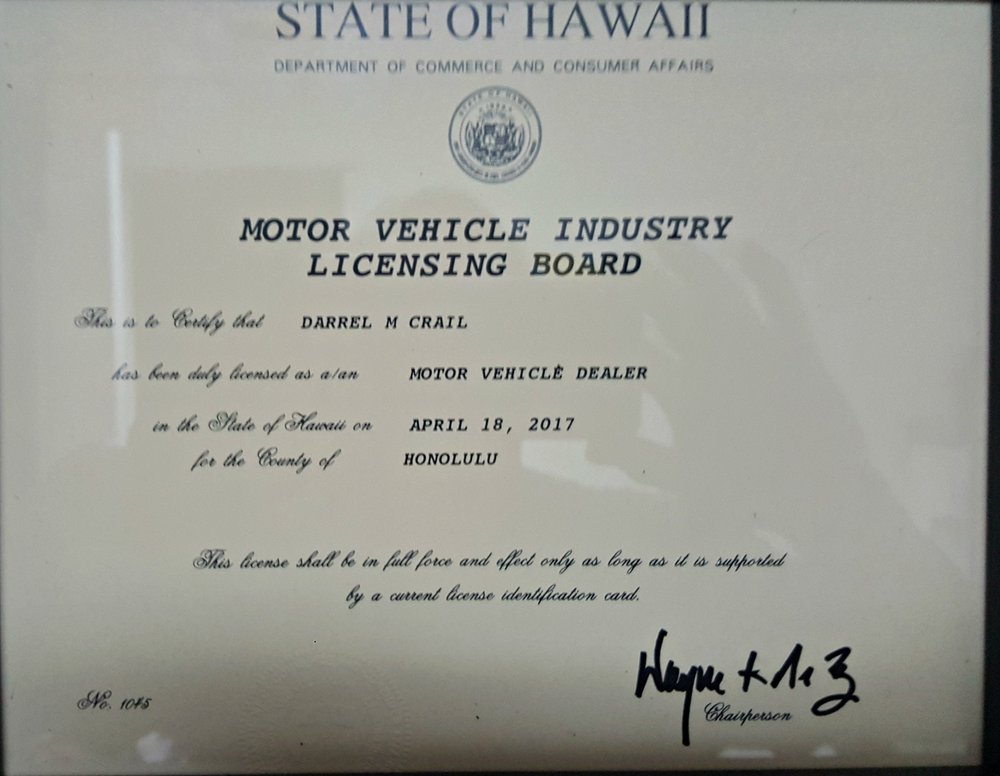 STATE OF HAWAII
DEPARTMENT OF COMMERCE AND CONSUMER AFFAIRS
MOTOR VEHICLE INDUSTRY
LICENSING BOARD
This is to Certify that DARREL M CRAIL
has been duly licensed as a/an MOTOR VEHICLE DEALER
in the State of Hawaii on APRIL 18, 2017
for the County of HONOLULU
This license shall be in full force and effect only as long as it is supported
by a current license identification card.
Wayne
Chairperson
No. 1045